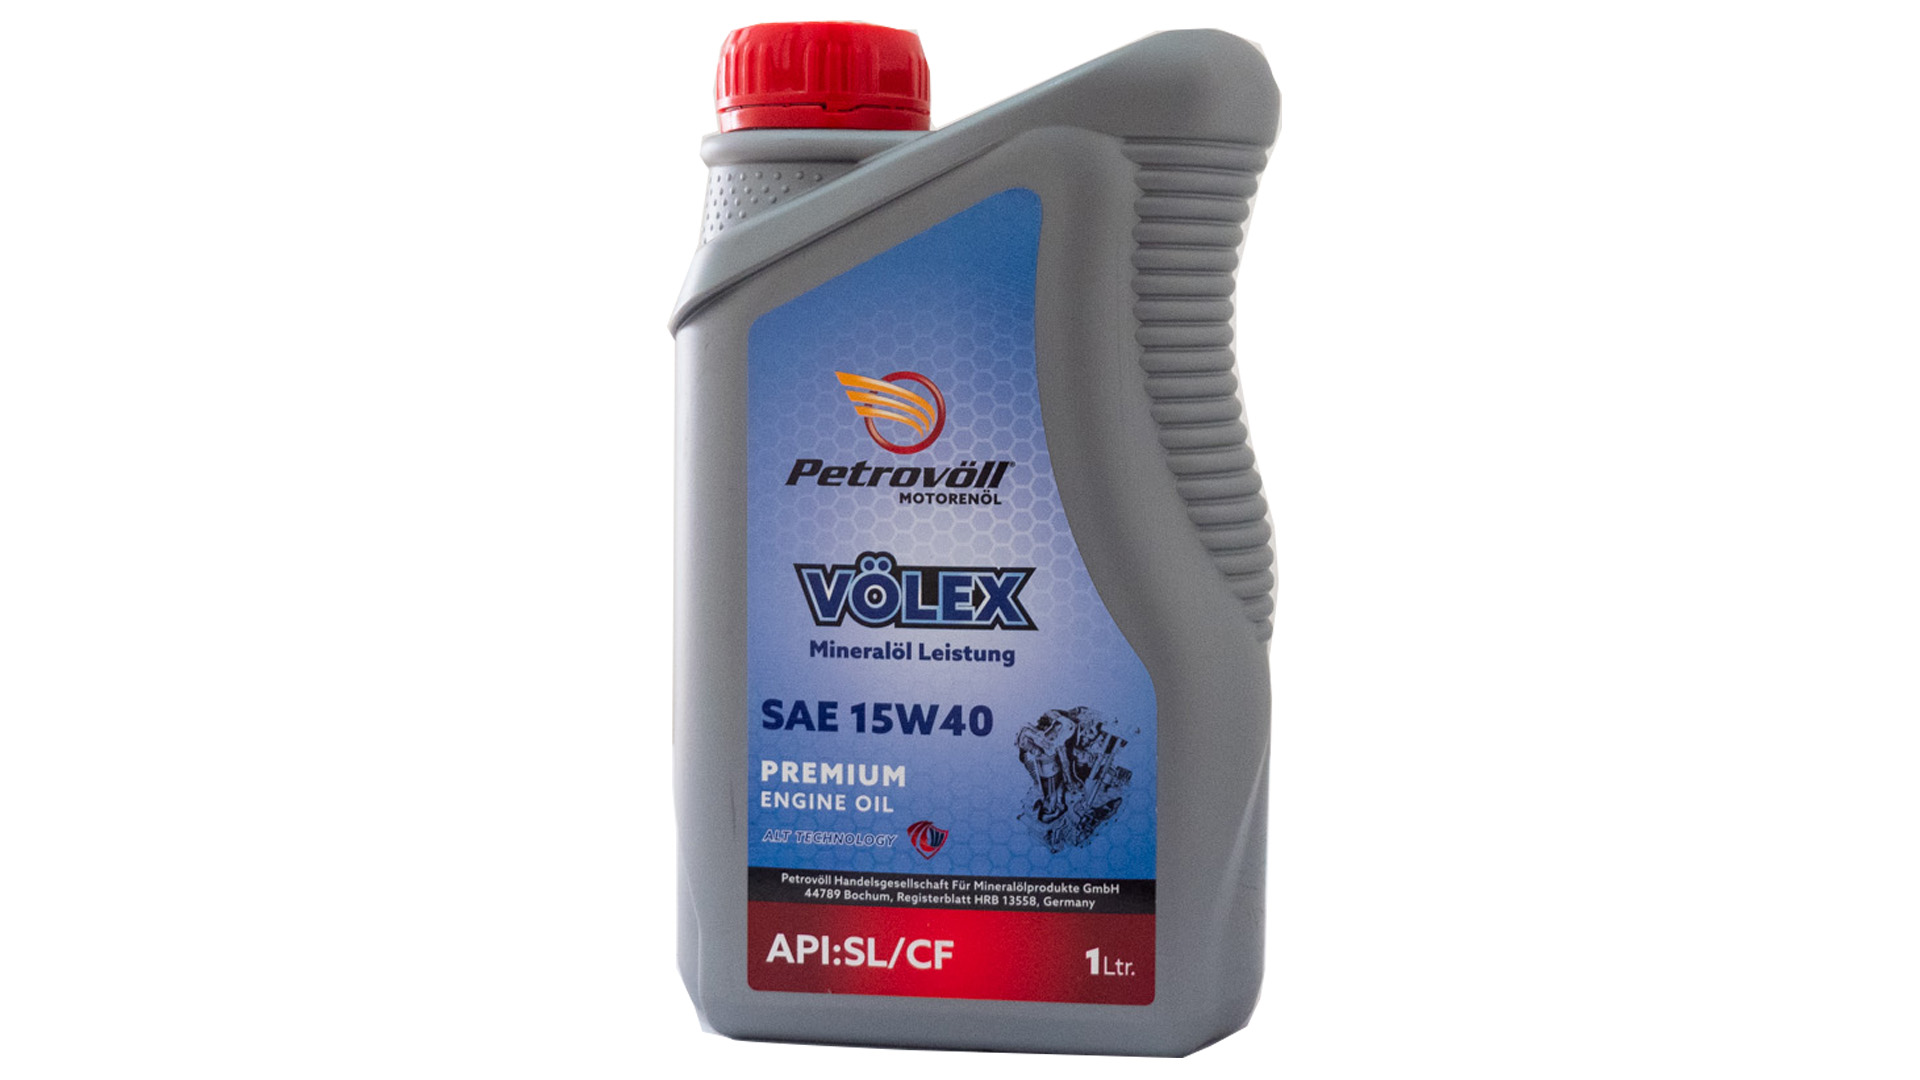 Petrovöll®
MOTORENÖL
VÖLEX
Mineralöl Leistung
SAE 15W40
PREMIUM
ENGINE OIL
ALT TECHNOLOGY
Petrovöll Handelsgesellschaft Für Mineralölprodukte GmbH
44789 Bochum, Registerblatt HRB 13558, Germany
API:SL/CF
1Ltr.